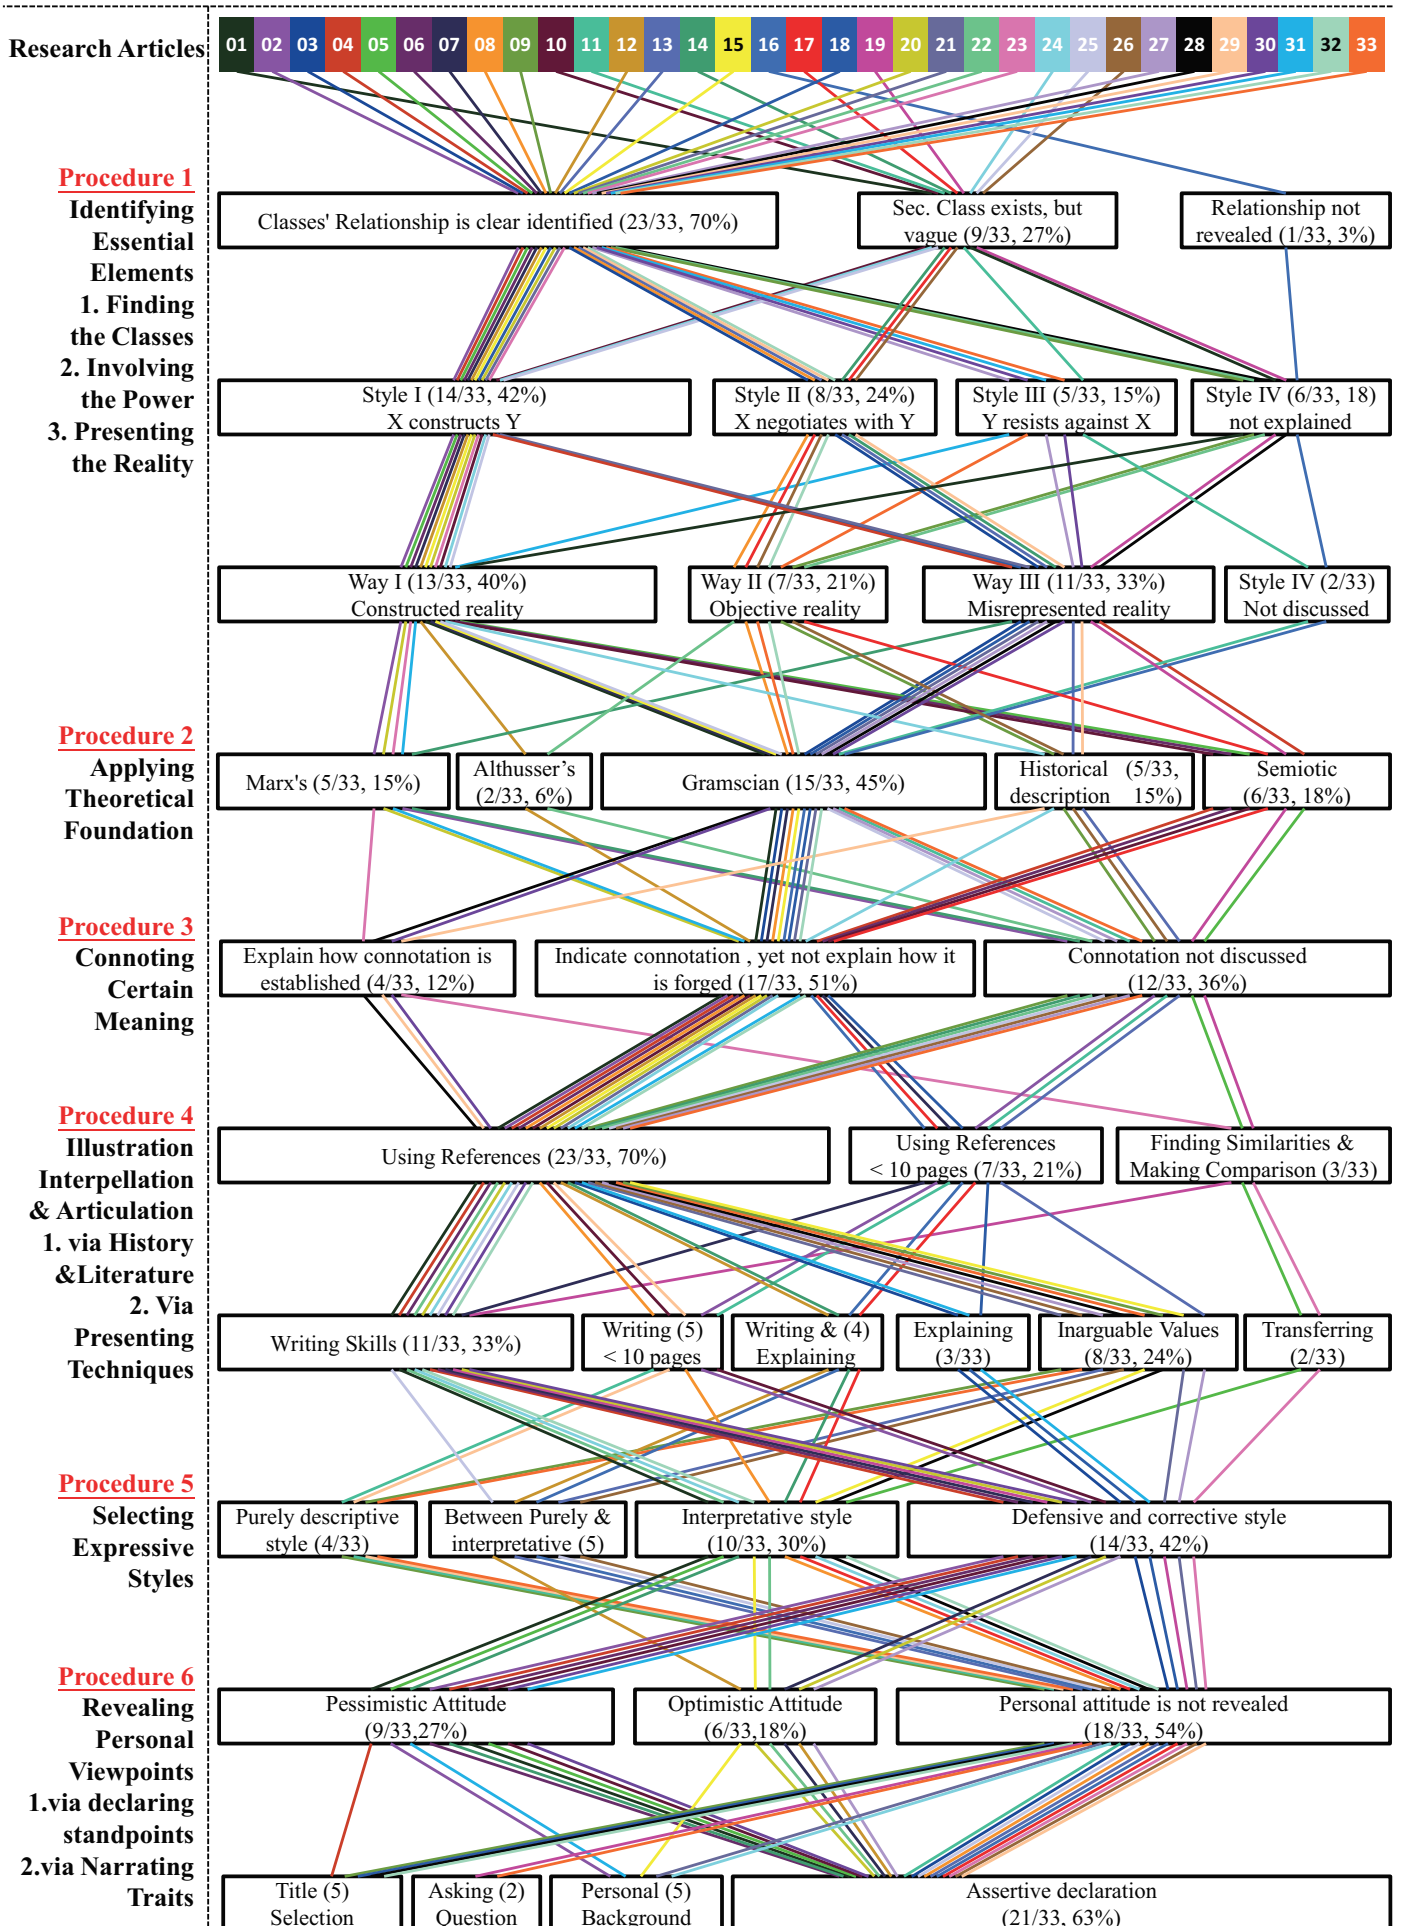 Research Articles 01 02 03 04 05 06 07 08 09 10 11 12 13 14 15 16 17 18 19 20 21 22 23 24 25 26 27 28 29 30 31 32 33
Procedure 1
Identifying
Essential
Elements
1. Finding
the Classes
2. Involving
the Power
3. Presenting
the Reality
Classes' Relationship is clear identified (23/33, 70%)
Sec. Class exists, but
vague (9/33, 27%)
Relationship not
revealed (1/33, 3%)
Style I (14/33, 42%)
X constructs Y
Style II (8/33, 24%)
X negotiates with Y
Style III (5/33, 15%)
Y resists against X
Style IV (6/33, 18)
not explained
Way I (13/33, 40%)
Constructed reality
Way II (7/33, 21%)
Objective reality
Way III (11/33, 33%)
Misrepresented reality
Style IV (2/33)
Not discussed
Procedure 2
Applying
Theoretical
Foundation
Marx's (5/33, 15%)
Althusser’s
(2/33, 6%)
Gramscian (15/33, 45%)
Historical (5/33,
description 15%)
Semiotic
(6/33, 18%)
Procedure 3
Connoting
Certain
Meaning
Explain how connotation is
established (4/33, 12%)
Indicate connotation , yet not explain how it
is forged (17/33, 51%)
Connotation not discussed
(12/33, 36%)
Procedure 4
Illustration
Interpellation
& Articulation
1. via History
&Literature
2. Via
Presenting
Techniques
Using References (23/33, 70%)
Using References
< 10 pages (7/33, 21%)
Finding Similarities &
Making Comparison (3/33)
Writing Skills (11/33, 33%)
Writing (5)
< 10 pages
Writing & (4)
Explaining
Explaining
(3/33)
Inarguable Values
(8/33, 24%)
Transferring
(2/33)
Procedure 5
Selecting
Expressive
Styles
Purely descriptive
style (4/33)
Between Purely &
interpretative (5)
Interpretative style
(10/33, 30%)
Defensive and corrective style
(14/33, 42%)
Procedure 6
Revealing
Personal
Viewpoints
1.via declaring
standpoints
2.via Narrating
Traits
Pessimistic Attitude
(9/33,27%)
Optimistic Attitude
(6/33,18%)
Personal attitude is not revealed
(18/33, 54%)
Title (5)
Selection
Asking (2)
Question
Personal (5)
Background
Assertive declaration
(21/33, 63%)